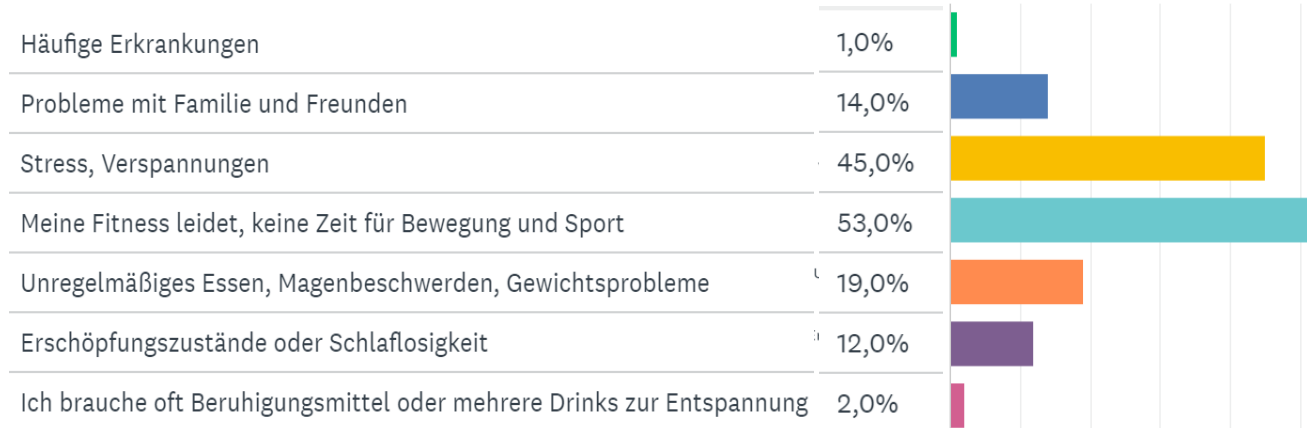 Häufige Erkrankungen 1,0%
Probleme mit Familie und Freunden 14,0%
Stress, Verspannungen 45,0%
Meine Fitness leidet, keine Zeit für Bewegung und Sport 53,0%
Unregelmäßiges Essen, Magenbeschwerden, Gewichtsprobleme 19,0%
Erschöpfungszustände oder Schlaflosigkeit 12,0%
Ich brauche oft Beruhigungsmittel oder mehrere Drinks zur Entspannung 2,0%